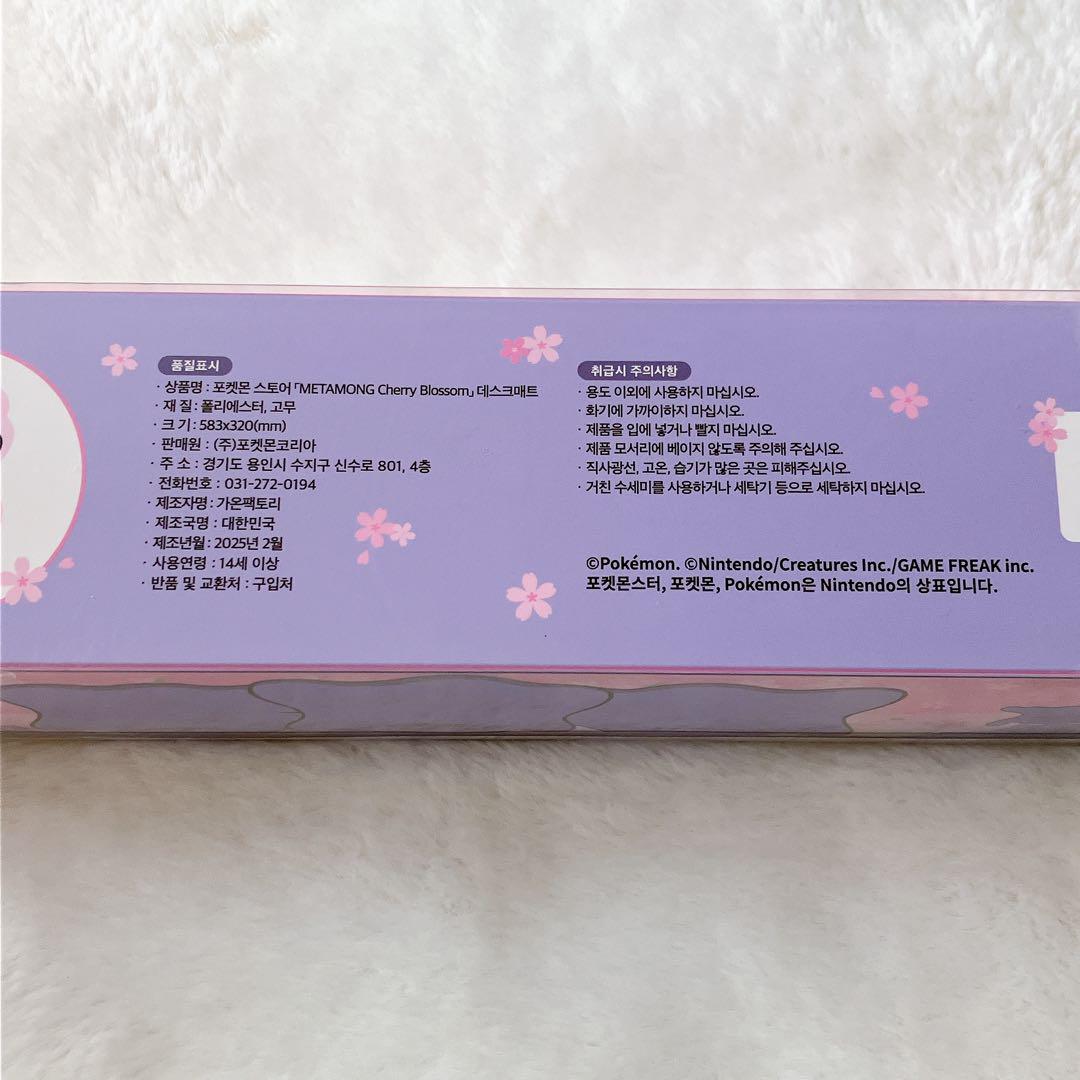 품질표시
· 상품명 : 포켓몬 스토어 「METAMONG Cherry Blossom」 데스크매트
· 재 질 : 폴리에스터, 고무
· 크 기 : 583x320(mm)
· 판매원 : (주)포켓몬코리아
· 주 소 : 경기도 용인시 수지구 신수로 801, 4층
· 전화번호 : 031-272-0194
· 제조자명 : 가온팩토리
· 제조국명 : 대한민국
· 제조년월 : 2025년 2월
· 사용연령 : 14세 이상
· 반품 및 교환처 : 구입처
취급시 주의사항
· 용도 이외에 사용하지 마십시오.
· 화기에 가까이하지 마십시오.
· 제품을 입에 넣거나 빨지 마십시오.
· 제품 모서리에 베이지 않도록 주의해 주십시오.
· 직사광선, 고온, 습기가 많은 곳은 피해주십시오.
· 거친 수세미를 사용하거나 세탁기 등으로 세탁하지 마십시오.
©Pokémon. ©Nintendo/Creatures Inc./GAME FREAK inc.
포켓몬스터, 포켓몬, Pokémon은 Nintendo의 상표입니다.